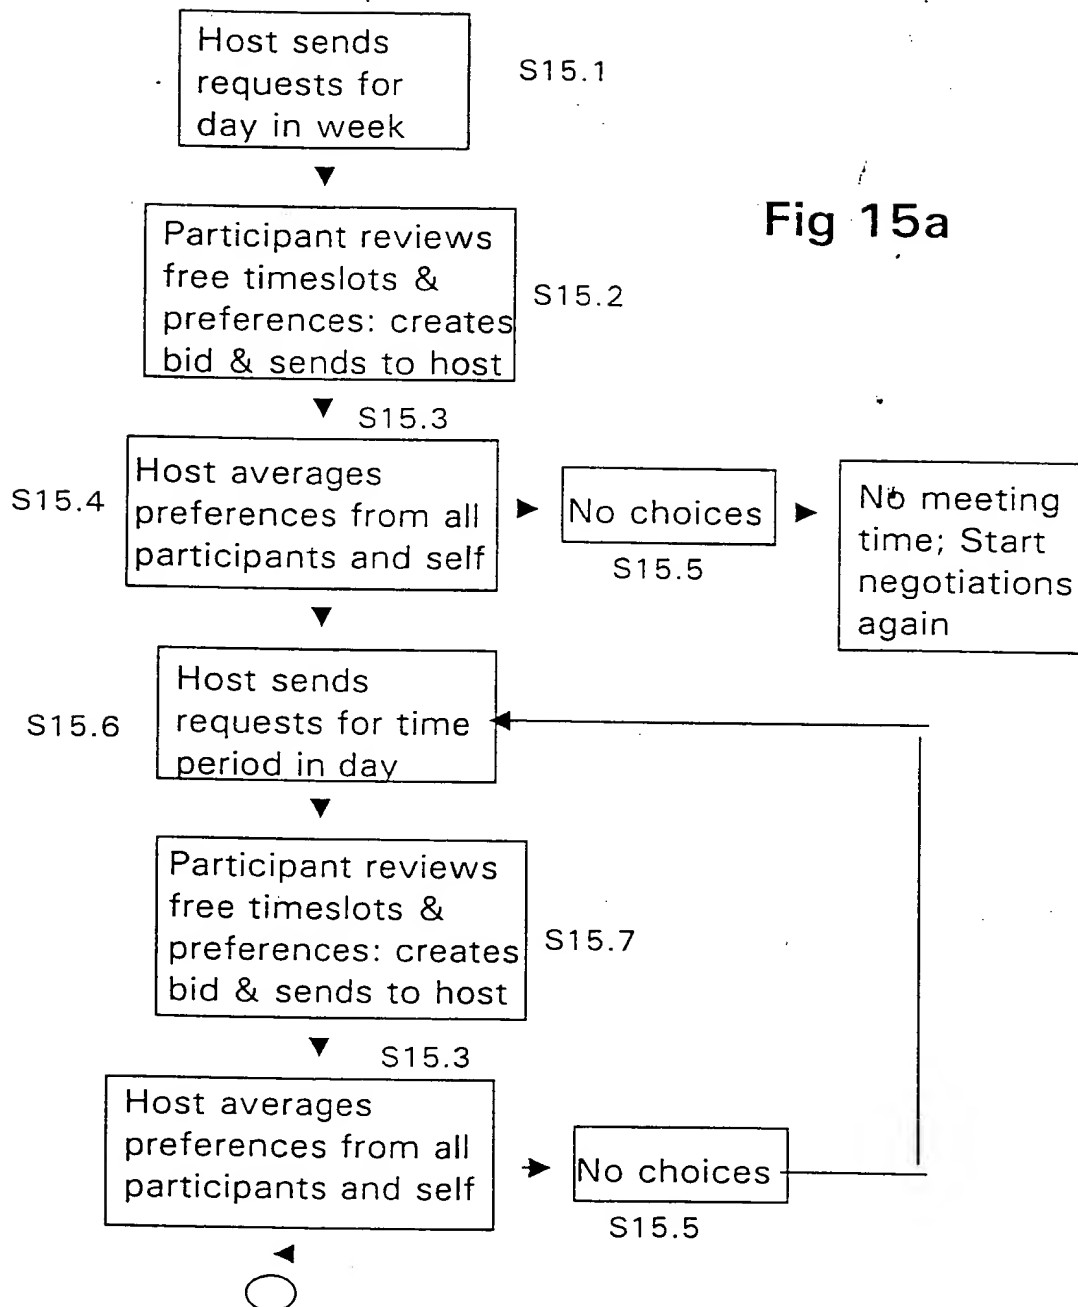 Host sends
requests for
day in week
S15.1
Fig 15a
Participant reviews
free timeslots &
preferences: creates
bid & sends to host
S15.2
S15.3
S15.4
Host averages
preferences from all
participants and self
No choices
S15.5
No meeting
time; Start
negotiations
again
S15.6
Host sends
requests for time
period in day
Participant reviews
free timeslots &
preferences: creates
bid & sends to host
S15.7
S15.3
Host averages
preferences from all
participants and self
No choices
S15.5